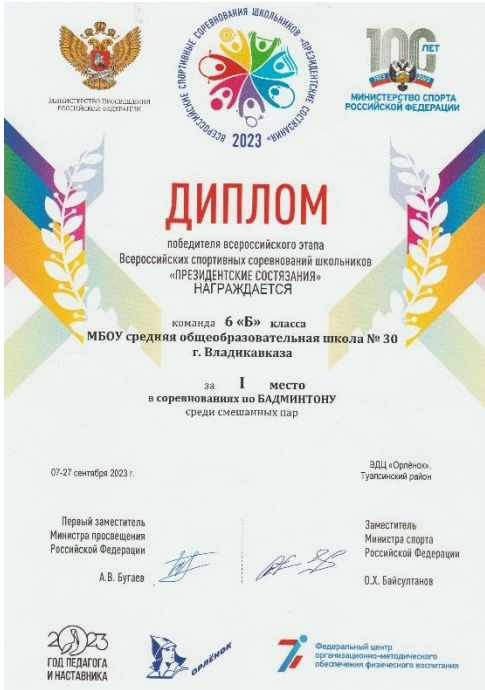 ВСЕРОССИЙСКИЕ СПОРТИВНЫЕ СОРЕВНОВАНИЯ ШКОЛЬНИКОВ «ПРЕЗИДЕНТСКИЕ СОСТЯЗАНИЯ»
2023
МИНИСТЕРСТВО ПРОСВЕЩЕНИЯ
РОССИЙСКОЙ ФЕДЕРАЦИИ
100 ЛЕТ
1923 2023
МИНИСТЕРСТВО СПОРТА
РОССИЙСКОЙ ФЕДЕРАЦИИ
ДИПЛОМ
победителя всероссийского этапа
Всероссийских спортивных соревнований школьников
«ПРЕЗИДЕНТСКИЕ СОСТЯЗАНИЯ»
НАГРАЖДАЕТСЯ
команда 6 «Б» класса
МБОУ средняя общеобразовательная школа № 30
г. Владикавказа
за I место
в соревнованиях по БАДМИНТОНУ
среди смешанных пар
07-27 сентября 2023 г.
ВДЦ «Орлёнок».
Туапсинский район
Первый заместитель
Министра просвещения
Российской Федерации
А.В. Бугаев
Заместитель
Министра спорта
Российской Федерации
О.Х. Байсултанов
2023
ГОД ПЕДАГОГА
И НАСТАВНИКА
ОРЛЁНОК
Федеральный центр
организационно-методического
обеспечения физического воспитания